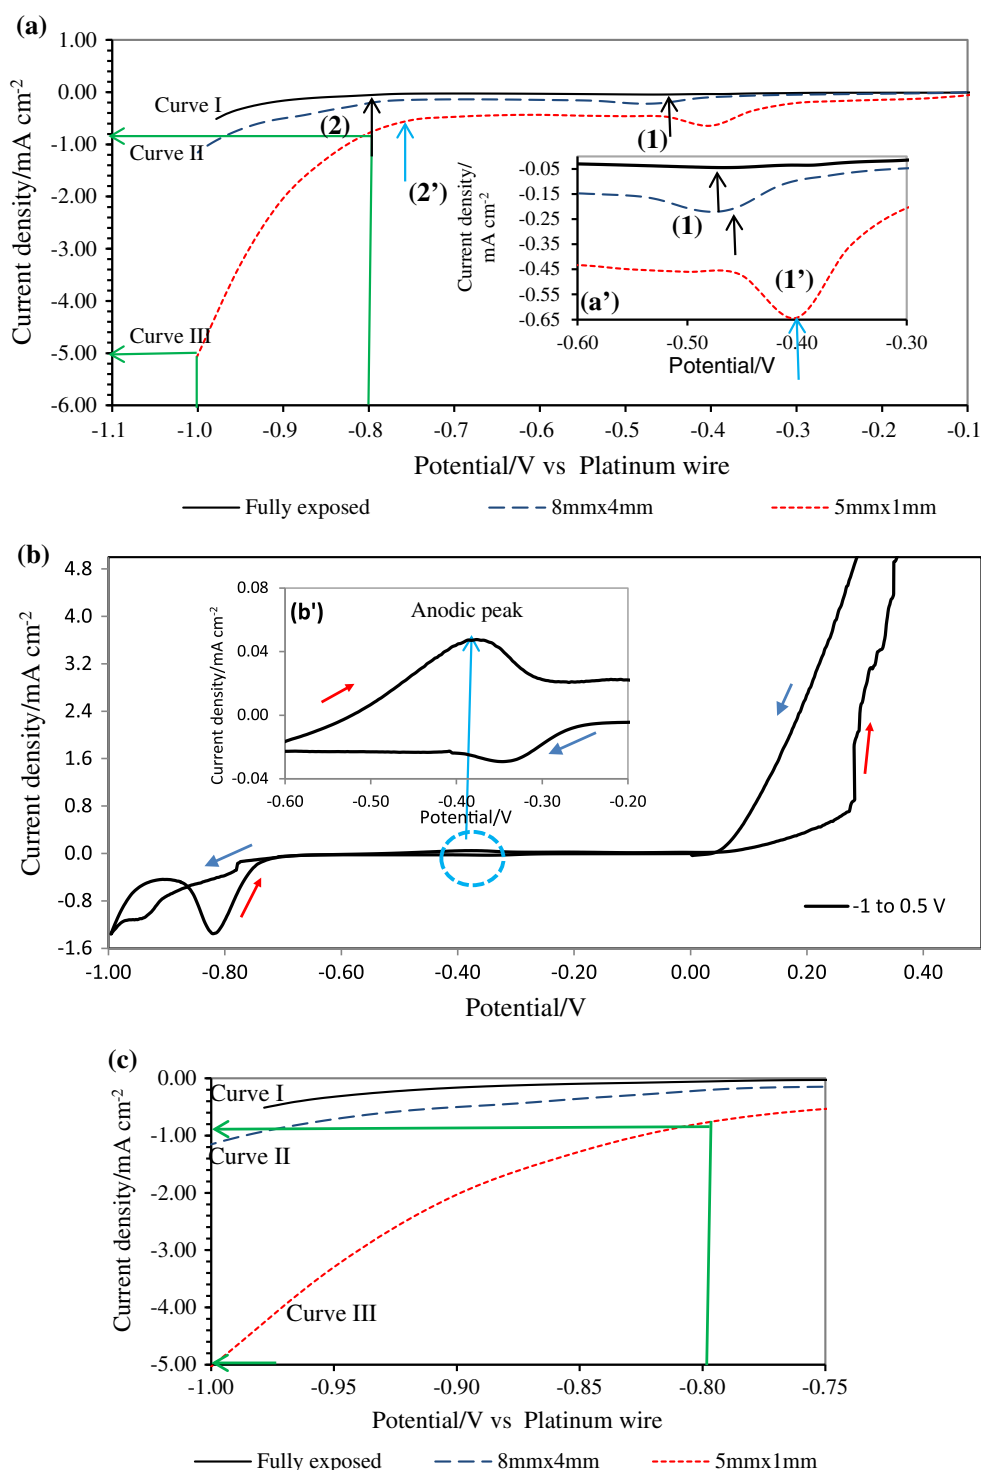 (a)
1.00
0.00
-1.00
-2.00
-3.00
-4.00
-5.00
-6.00
Current density/mA cm-2
Curve I
Curve II
Curve III
(2)
(2')
(1)
-1.1 -1.0 -0.9 -0.8 -0.7 -0.6 -0.5 -0.4 -0.3 -0.2 -0.1
Potential/V vs Platinum wire
Current density/
mA cm-2
-0.05
-0.15
-0.25
-0.35
-0.45
-0.55
-0.65
(1)
(1')
(a')
-0.60 -0.50 -0.40 -0.30
Potential/V
Fully exposed 8mmx4mm 5mmx1mm
(b)
4.8
4.0
3.2
2.4
1.6
0.8
0.0
-0.8
-1.6
Current density/mA cm-2
(b')
Anodic peak
0.08
0.04
0.00
-0.04
Current density/mA cm-2
-0.60 -0.50 -0.40 -0.30 -0.20
Potential/V
-1 to 0.5 V
-1.00 -0.80 -0.60 -0.40 -0.20 0.00 0.20 0.40
Potential/V
(c)
0.00
-1.00
-2.00
-3.00
-4.00
-5.00
Current density/mA cm-2
Curve I
Curve II
Curve III
-1.00 -0.95 -0.90 -0.85 -0.80 -0.75
Potential/V vs Platinum wire
Fully exposed 8mmx4mm 5mmx1mm